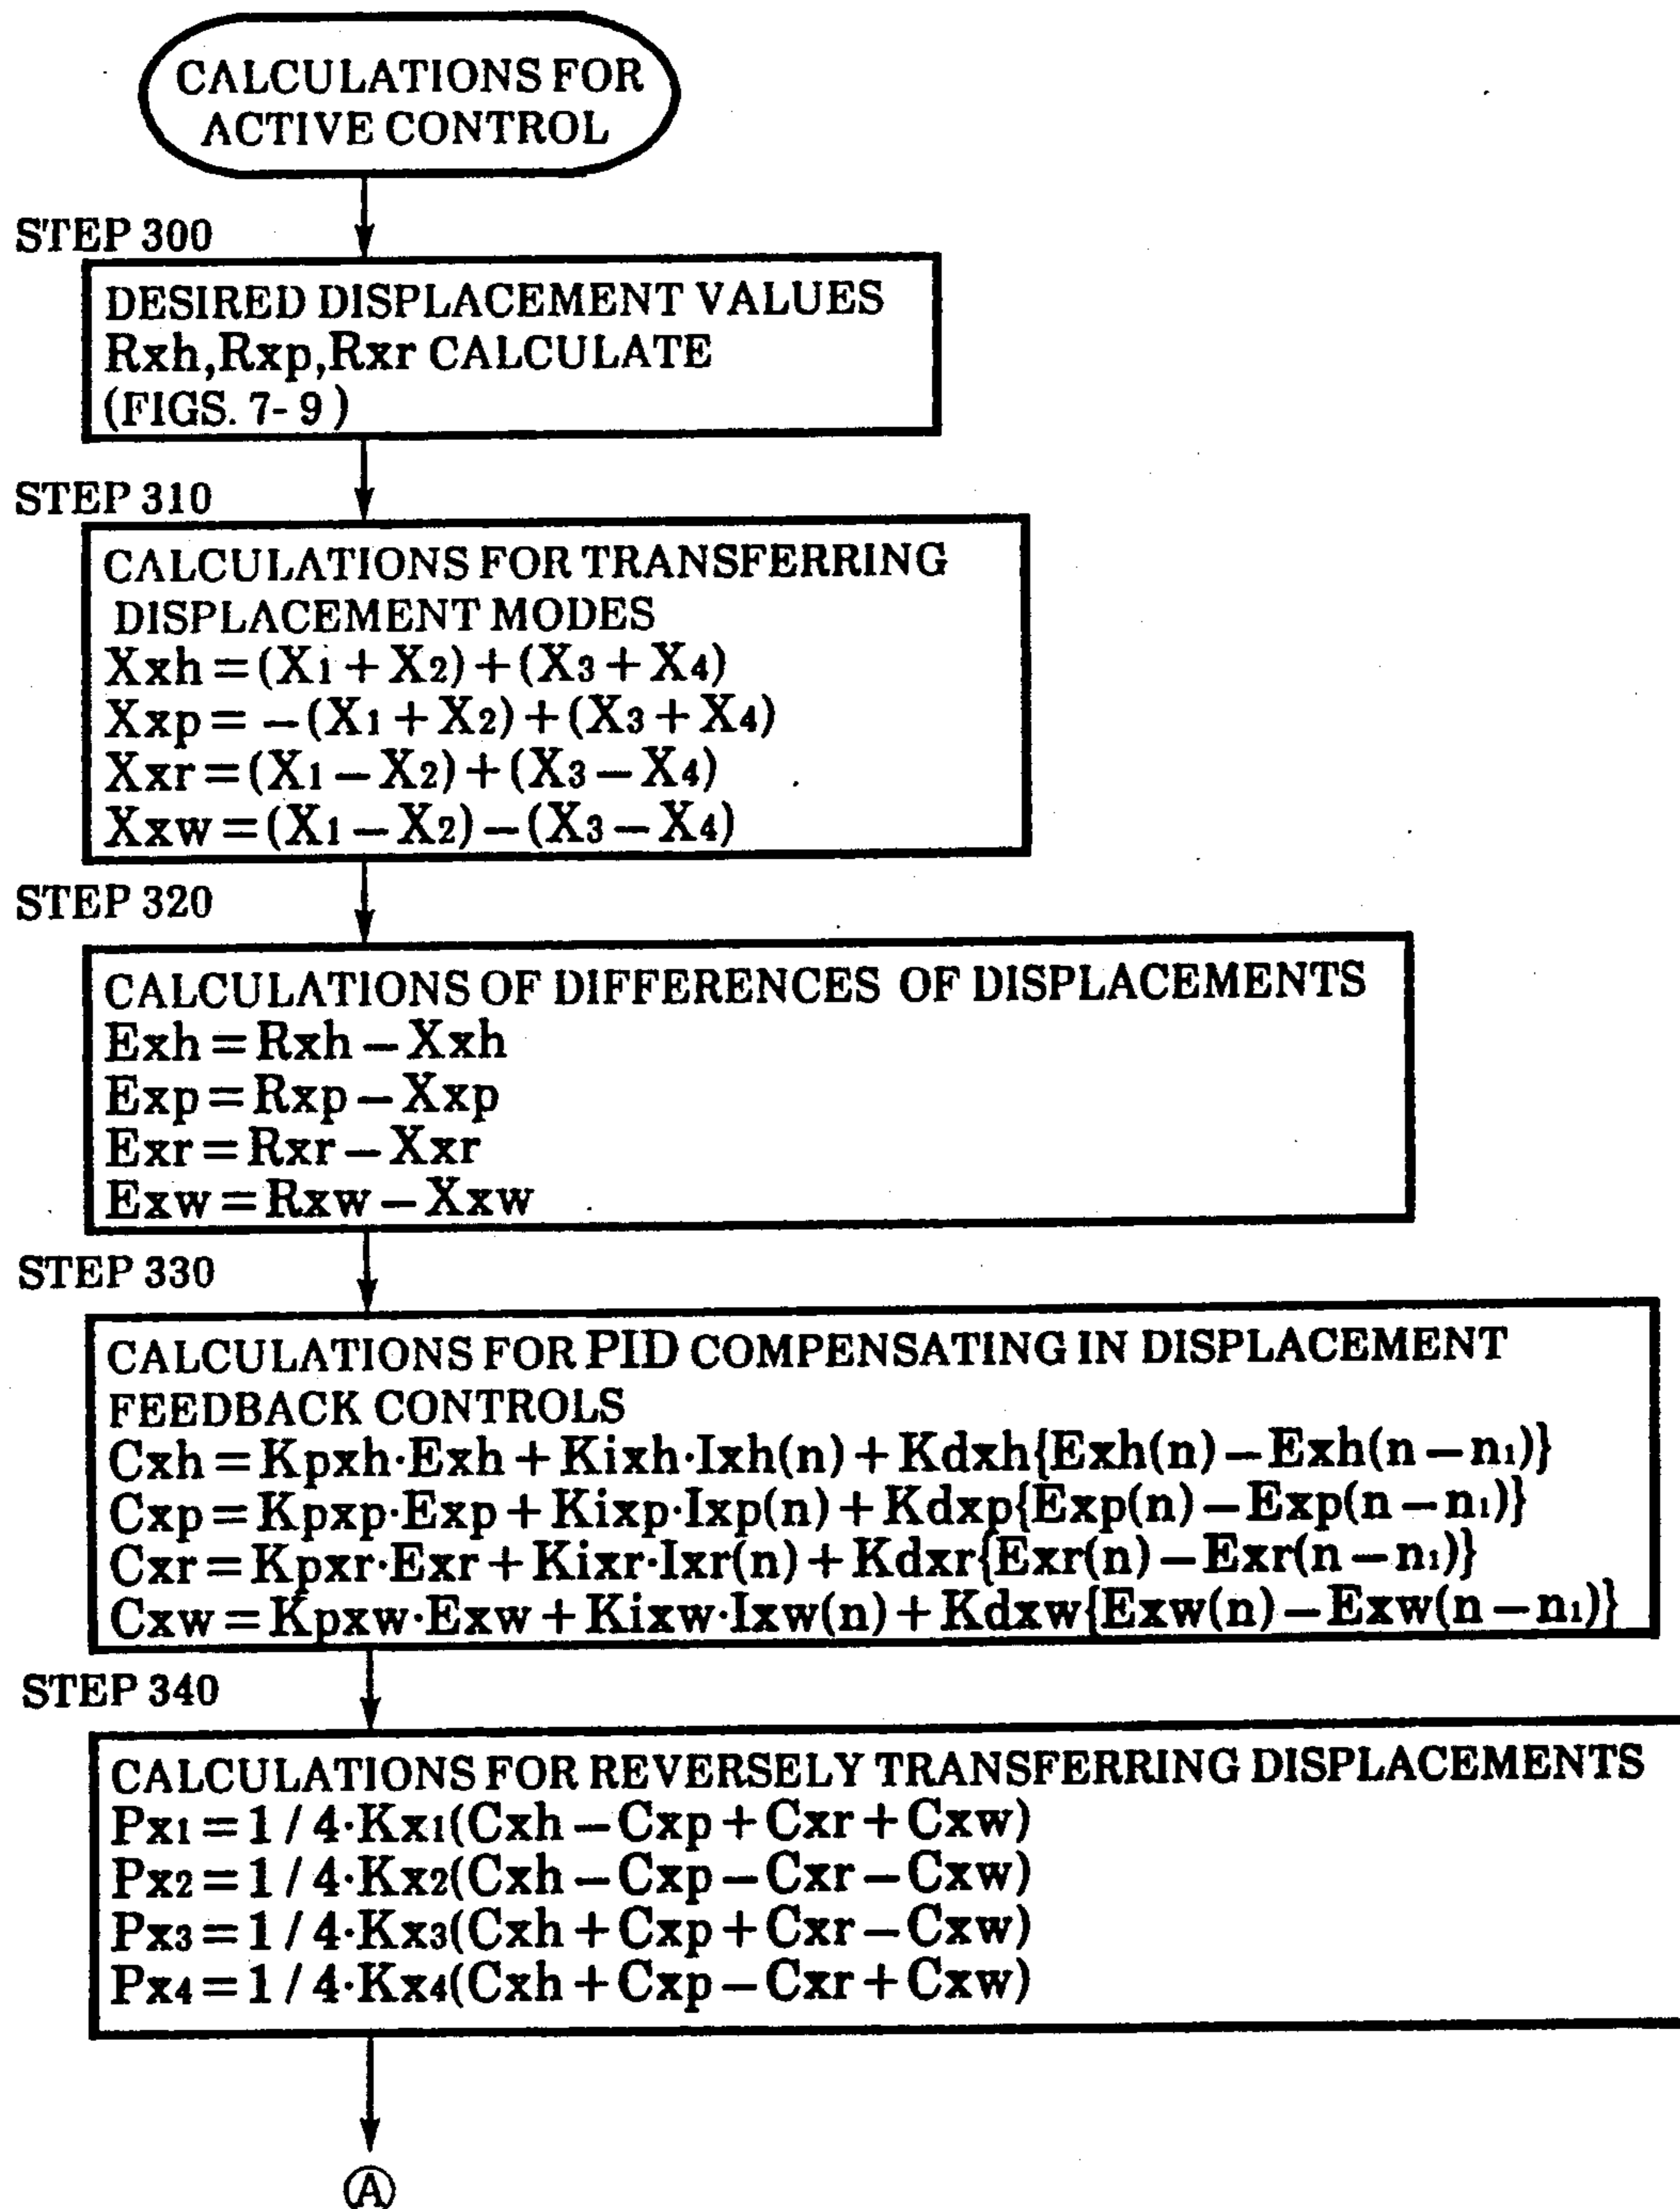 CALCULATIONS FOR
ACTIVE CONTROL
STEP 300
DESIRED DISPLACEMENT VALUES
Rxh,Rxp,Rxr CALCULATE
(FIGS. 7-9)
STEP 310
CALCULATIONS FOR TRANSFERRING
DISPLACEMENT MODES
Xxh=(X1+X2)+(X3+X4)
Xxp=-(X1+X2)+(X3+X4)
Xxr=(X1-X2)+(X3-X4)
Xxw=(X1-X2)-(X3-X4)
STEP 320
CALCULATIONS OF DIFFERENCES OF DISPLACEMENTS
Exh=Rxh-Xxh
Exp=Rxp-Xxp
Exr=Rxr-Xxr
Exw=Rxw-Xxw
STEP 330
CALCULATIONS FOR PID COMPENSATING IN DISPLACEMENT
FEEDBACK CONTROLS
Cxh=Kpxh·Exh+Kixh·Ixh(n)+Kdxh{Exh(n)-Exh(n-n1)}
Cxp=Kpxp·Exp+Kixp·Ixp(n)+Kdxp{Exp(n)-Exp(n-n1)}
Cxr=Kpxr·Exr+Kixr·Ixr(n)+Kdxr{Exr(n)-Exr(n-n1)}
Cxw=Kpxw·Exw+Kixw·Ixw(n)+Kdxw{Exw(n)-Exw(n-n1)}
STEP 340
CALCULATIONS FOR REVERSELY TRANSFERRING DISPLACEMENTS
Px1=1/4·Kx1(Cxh-Cxp+Cxr+Cxw)
Px2=1/4·Kx2(Cxh-Cxp-Cxr-Cxw)
Px3=1/4·Kx3(Cxh+Cxp+Cxr-Cxw)
Px4=1/4·Kx4(Cxh+Cxp-Cxr+Cxw)
A